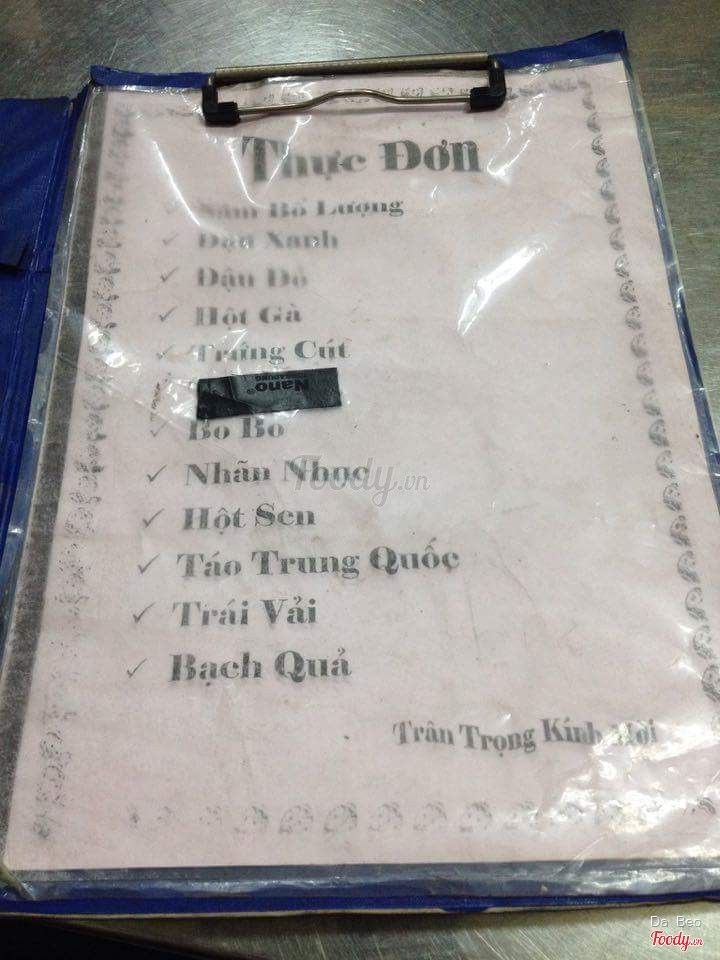 Thực Đơn
Sâm Bổ Lượng
Đậu Xanh
Đậu Đỏ
Hột Gà
Trứng Cút
Nano®
Bo Bo
Nhãn Nhục
Foody.vn
Hột Sen
Táo Trung Quốc
Trái Vải
Bạch Quả
Trân Trọng Kính Mời
Da Beo
Foody.vn